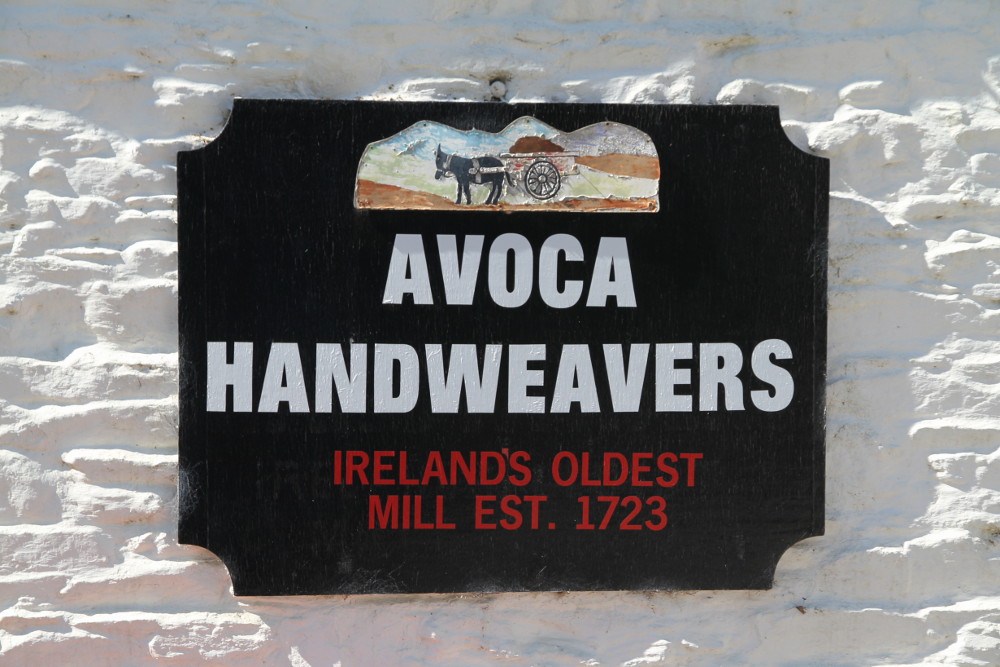 AVOCA
HANDWEAVERS
IRELAND'S OLDEST
MILL EST. 1723